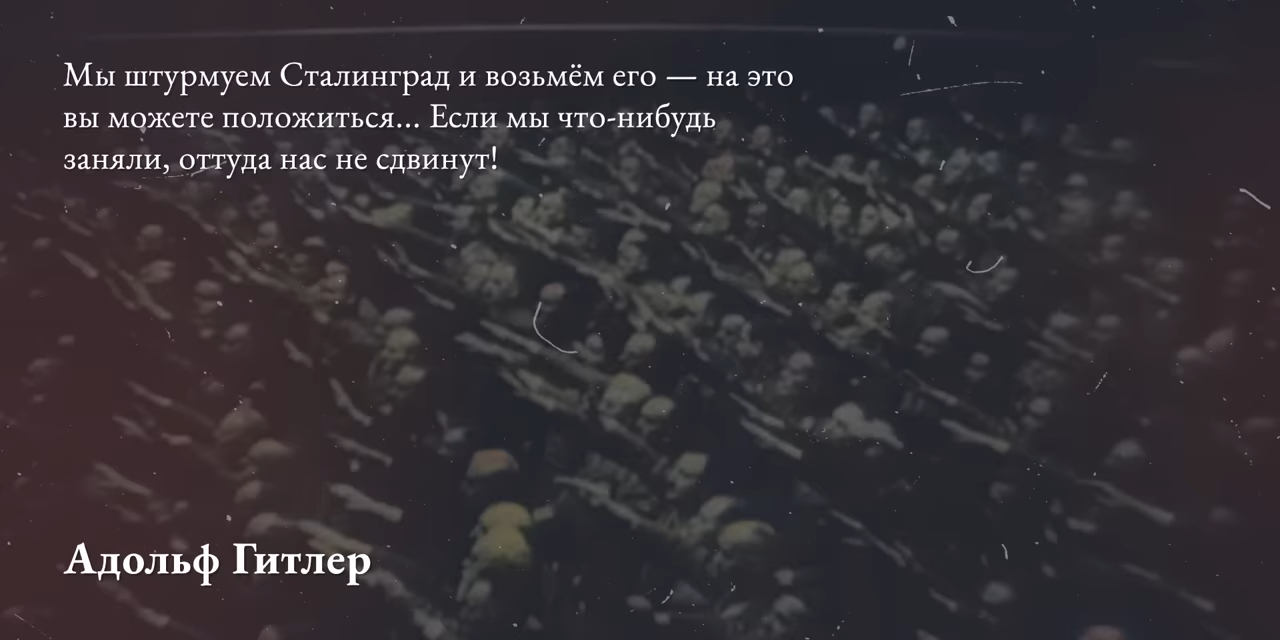 Мы штурмуем Сталинград и возьмём его — на это
вы можете положиться... Если мы что-нибудь
заняли, оттуда нас не сдвинут!
Адольф Гитлер